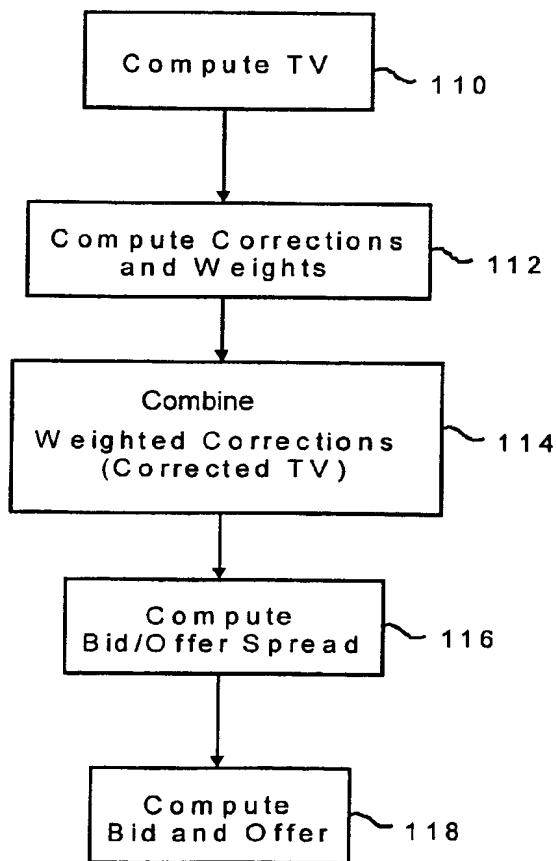 Compute TV
110
Compute Corrections
and Weights
112
Combine
Weighted Corrections
(Corrected TV)
114
Compute
Bid/Offer Spread
116
Compute
Bid and Offer
118